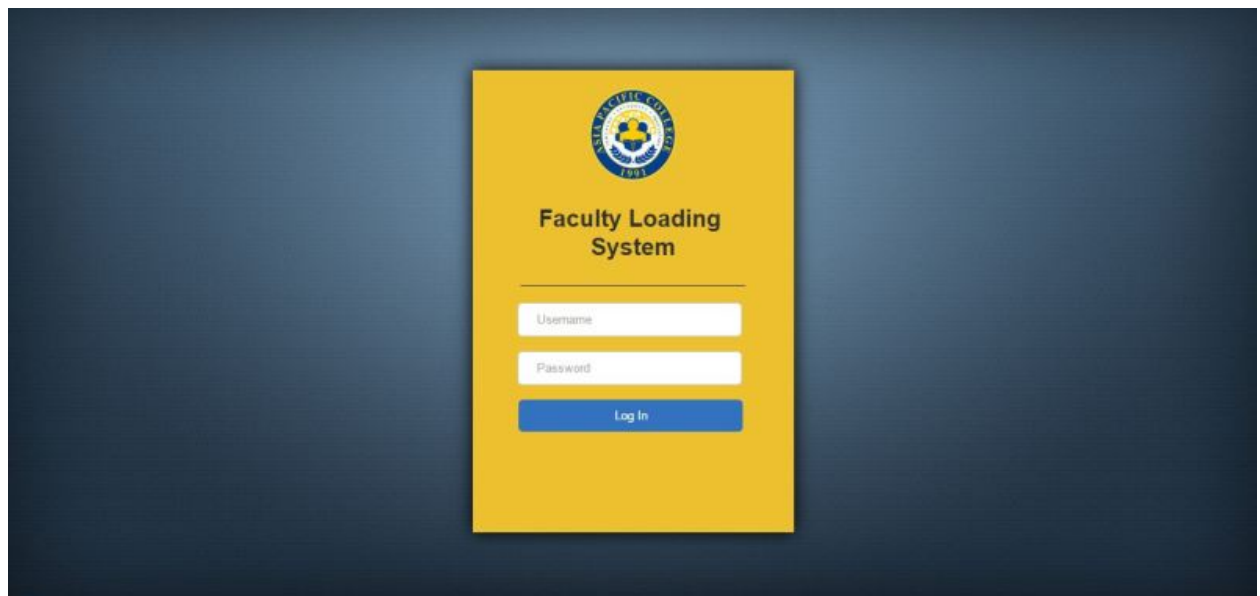 ASIA PACIFIC COLLEGE
1991
Faculty Loading
System
Username
Password
Log In